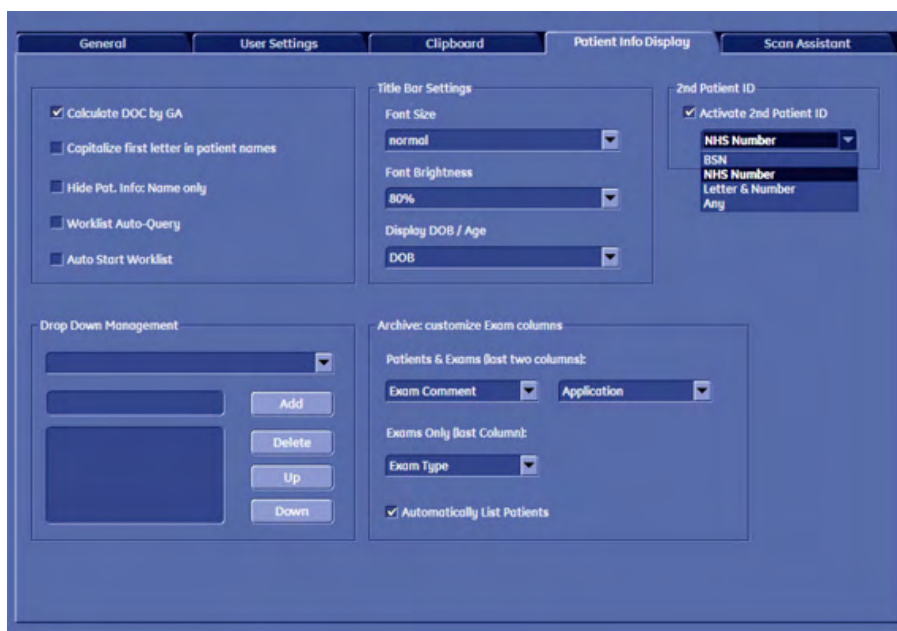 General User Settings Clipboard Patient Info Display Scan Assistant
Calculate DOC by GA
Capitalize first letter in patient names
Hide Pat. Info: Name only
Worklist Auto-Query
Auto Start Worklist
Title Bar Settings
Font Size
normal
Font Brightness
80%
Display DOB / Age
DOB
2nd Patient ID
Activate 2nd Patient ID
NHS Number
BSN
NHS Number
Letter & Number
Any
Drop Down Management
Add
Delete
Up
Down
Archive: customize Exam columns
Patients & Exams (last two columns):
Exam Comment Application
Exams Only (last Column):
Exam Type
Automatically List Patients